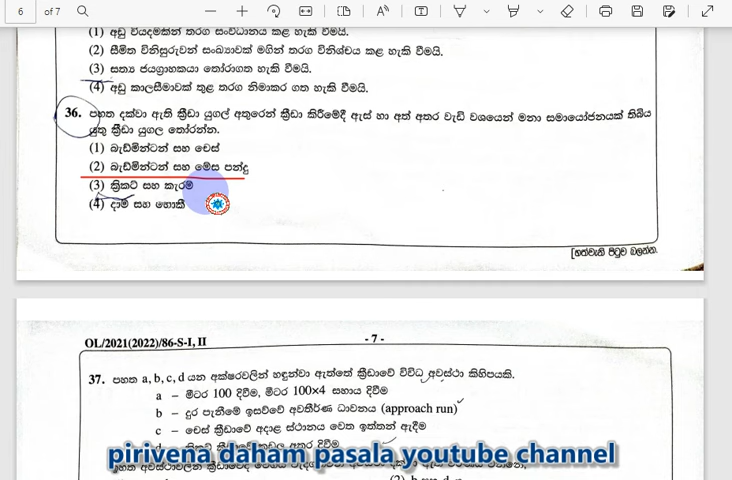 6 of 7
(1) අඩු වියදමකින් තරග සංවිධානය කළ හැකි වීමයි.
(2) සීමිත විනිසුරුවන් සංඛ්‍යාවක් මගින් තරග විනිශ්චය කළ හැකි වීමයි.
(3) සත්‍ය ජයග්‍රාහකයා තෝරාගත හැකි වීමයි.
(4) අඩු කාලසීමාවක් තුළ තරග නිමාකර ගත හැකි වීමයි.
36. පහත දක්වා ඇති ක්‍රීඩා යුගල් අතුරෙන් ක්‍රීඩා කිරීමේදී ඇස් හා අත් අතර වැඩි වශයෙන් මනා සමායෝජනයක් තිබිය
යුතු ක්‍රීඩා යුගල තෝරන්න.
(1) බැඩ්මින්ටන් සහ චෙස්
(2) බැඩ්මින්ටන් සහ මේස පන්දු
(3) ක්‍රිකට් සහ කැරම්
(4) දාම් සහ හොකී
[හත්වැනි පිටුව බලන්න.
OL/2021(2022)/86-S-I, II
- 7 -
37. පහත a, b, c, d යන අක්ෂරවලින් හඳුන්වා ඇත්තේ ක්‍රීඩාවේ විවිධ අවස්ථා කිහිපයකි.
a – මීටර 100 දිවීම, මීටර 100×4 සහාය දිවීම
b – දුර පැනීමේ ඉසව්වේ අවතීර්ණ ධාවනය (approach run)
c – චෙස් ක්‍රීඩාවේ අදාළ ස්ථානය වෙත ඉත්තන් ඇදීම
pirivena daham pasala youtube channel